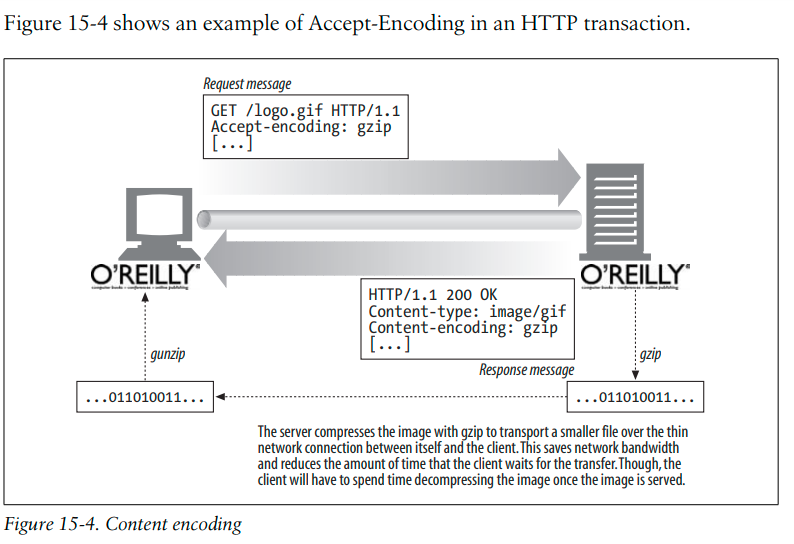 Figure 15-4 shows an example of Accept-Encoding in an HTTP transaction.
Request message
GET /logo.gif HTTP/1.1
Accept-encoding: gzip
[...]
O'REILLY®
computer books — conferences — online publishing
O'REILLY®
computer books — conferences — online publishing
HTTP/1.1 200 OK
Content-type: image/gif
Content-encoding: gzip
[...]
Response message
gunzip
gzip
...011010011...
...011010011...
The server compresses the image with gzip to transport a smaller file over the thin
network connection between itself and the client. This saves network bandwidth
and reduces the amount of time that the client waits for the transfer. Though, the
client will have to spend time decompressing the image once the image is served.
Figure 15-4. Content encoding